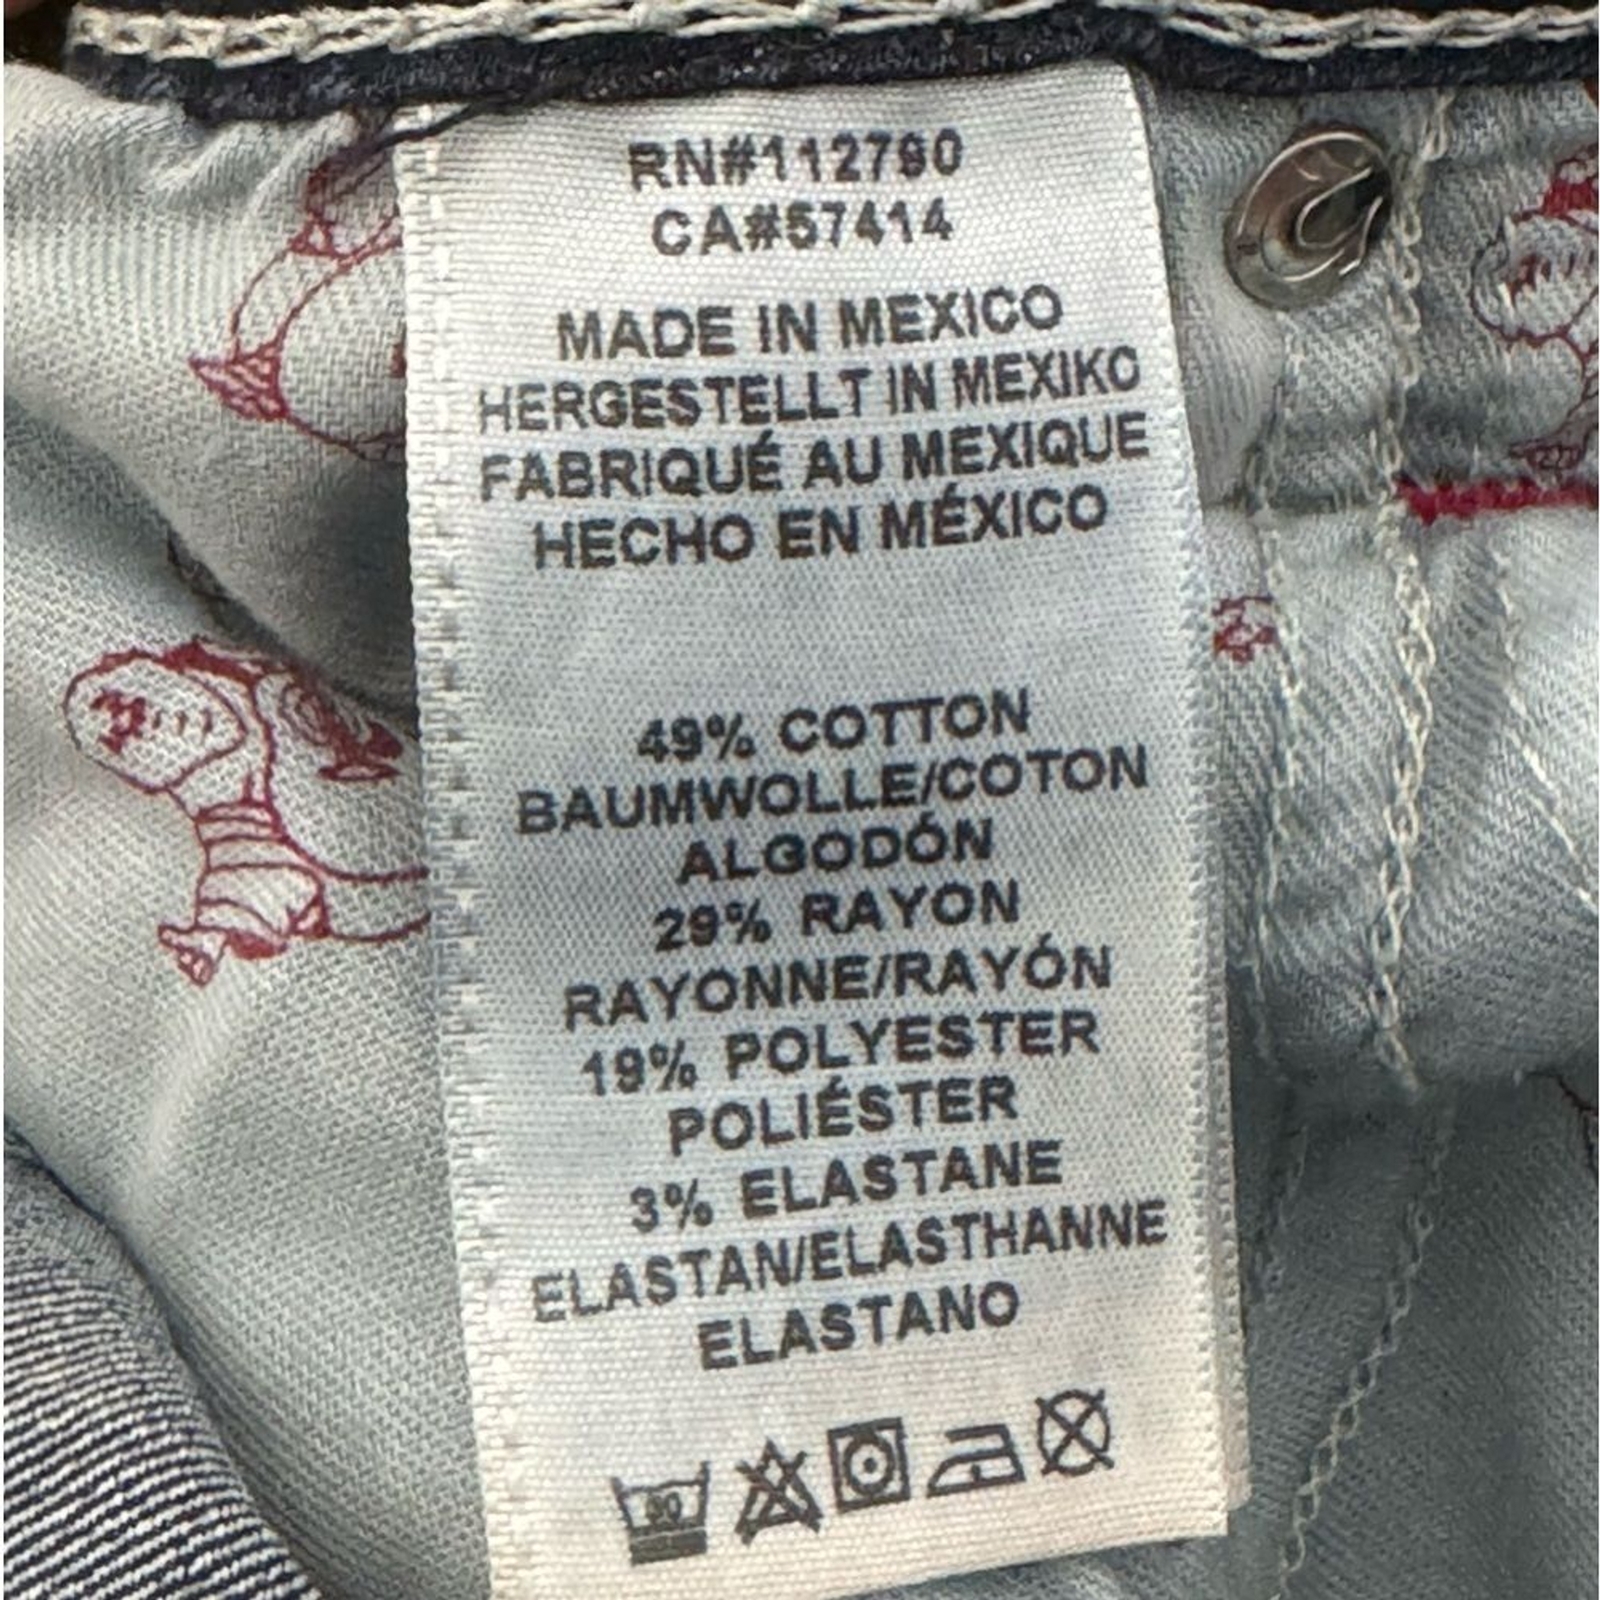 RN#112790
CA#57414
MADE IN MEXICO
HERGESTELLT IN MEXIKO
FABRIQUÉ AU MEXIQUE
HECHO EN MÉXICO
49% COTTON
BAUMWOLLE/COTON
ALGODÓN
29% RAYON
RAYONNE/RAYÓN
19% POLYESTER
POLIÉSTER
3% ELASTANE
ELASTAN/ELASTHANNE
ELASTANO